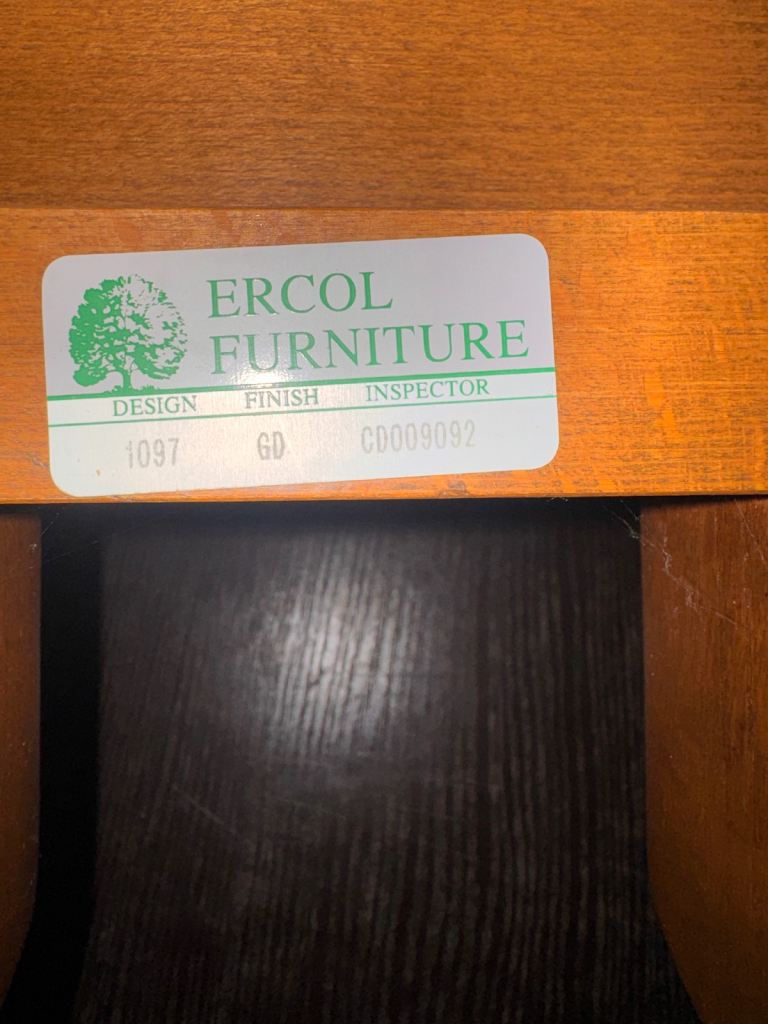 ERCOL
FURNITURE
DESIGN FINISH INSPECTOR
1097 GD CD009092